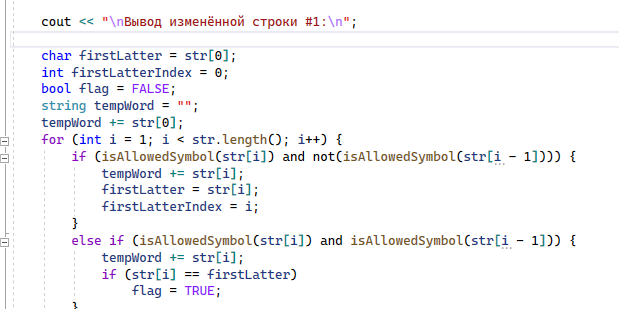 cout << "\nВывод изменённой строки #1:\n";
char firstLatter = str[0];
int firstLatterIndex = 0;
bool flag = FALSE;
string tempWord = "";
tempWord += str[0];
for (int i = 1; i < str.length(); i++) {
if (isAllowedSymbol(str[i]) and not(isAllowedSymbol(str[i - 1]))) {
tempWord += str[i];
firstLatter = str[i];
firstLatterIndex = i;
}
else if (isAllowedSymbol(str[i]) and isAllowedSymbol(str[i - 1])) {
tempWord += str[i];
if (str[i] == firstLatter)
flag = TRUE;
}